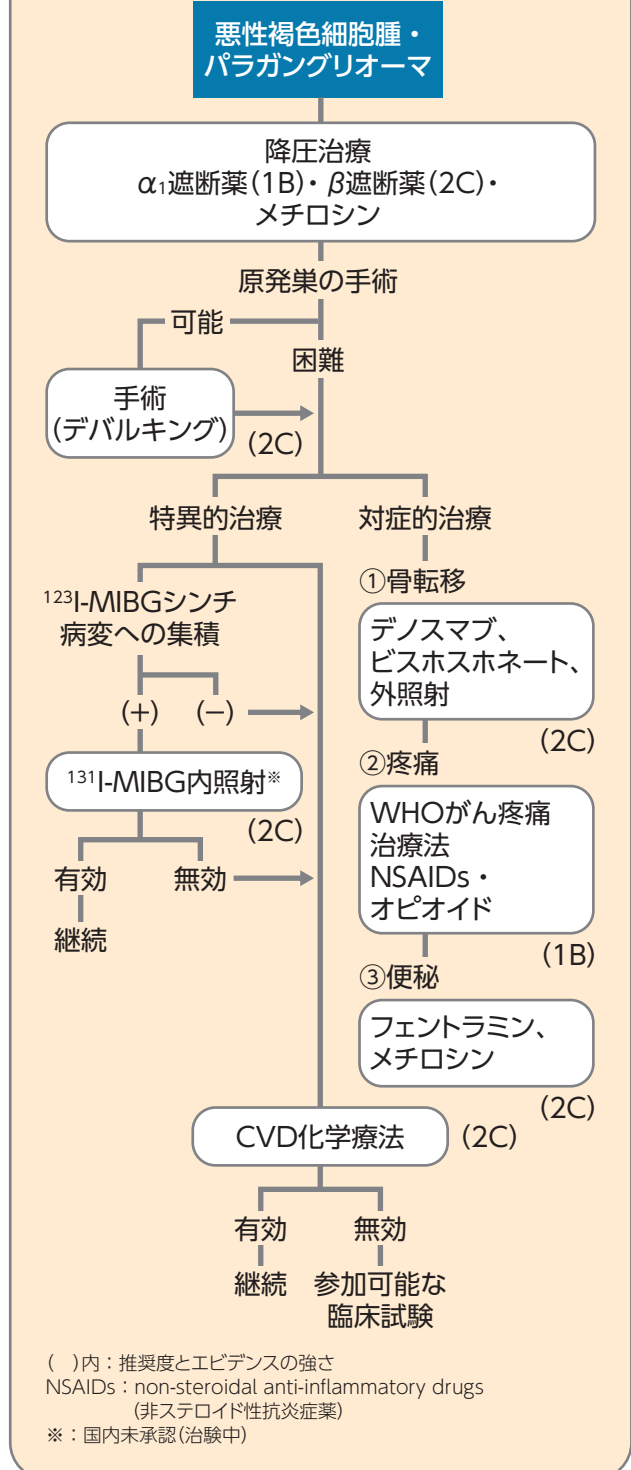 悪性褐色細胞腫・
パラガングリオーマ
降圧治療
α₁遮断薬(1B)・β遮断薬(2C)・
メチロシン
原発巣の手術
可能
困難
手術
(デバルキング)
(2C)
特異的治療
対症的治療
¹²³I-MIBGシンチ
病変への集積
(+)
(−)
¹³¹I-MIBG内照射※
(2C)
有効
無効
継続
①骨転移
デノスマブ、
ビスホスホネート、
外照射
(2C)
②疼痛
WHOがん疼痛
治療法
NSAIDs・
オピオイド
(1B)
③便秘
フェントラミン、
メチロシン
(2C)
CVD化学療法
(2C)
有効
無効
継続
参加可能な
臨床試験
(　)内：推奨度とエビデンスの強さ
NSAIDs：non-steroidal anti-inflammatory drugs
(非ステロイド性抗炎症薬)
※：国内未承認(治験中)